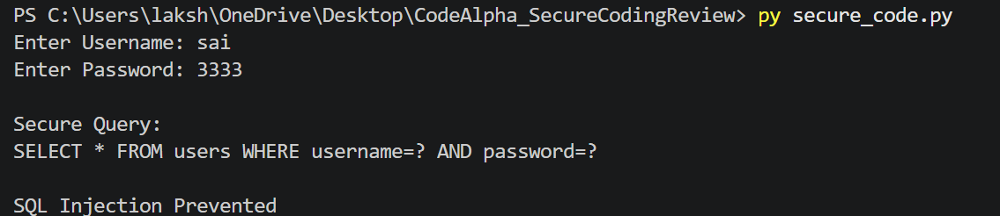 PS C:\Users\laksh\OneDrive\Desktop\CodeAlpha_SecureCodingReview> py secure_code.py
Enter Username: sai
Enter Password: 3333
Secure Query:
SELECT * FROM users WHERE username=? AND password=?
SQL Injection Prevented